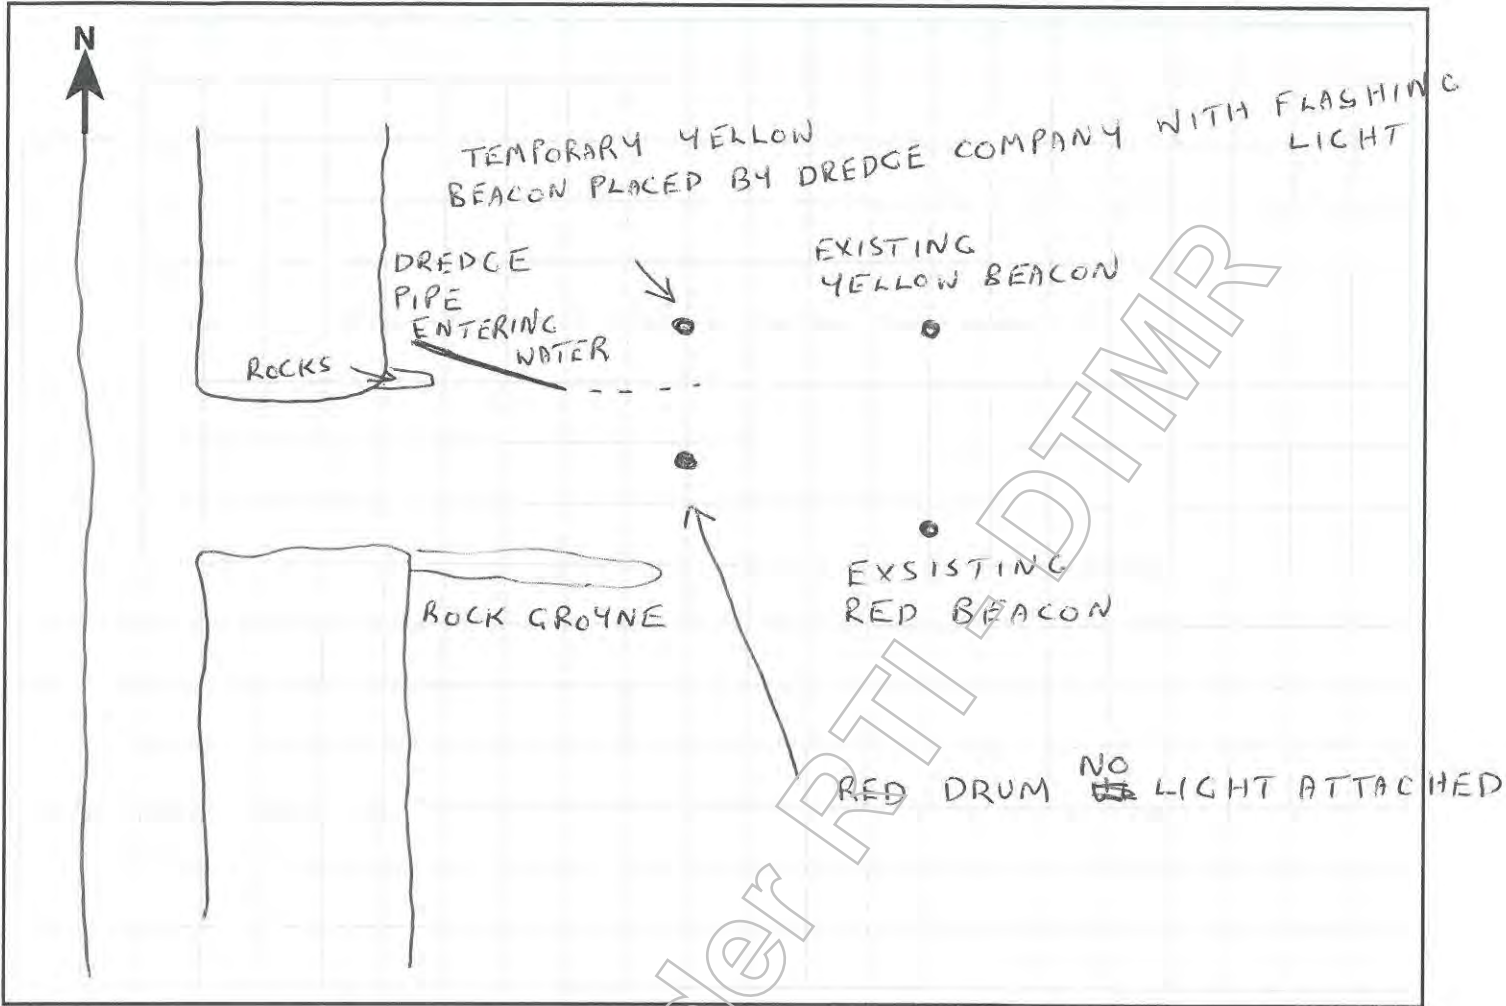 N
TEMPORARY YELLOW
BEACON PLACED BY DREDGE COMPANY WITH FLASHING
LIGHT
EXISTING
YELLOW BEACON
DREDGE
PIPE
ENTERING
WATER
ROCKS
EXSISTING
RED BEACON
ROCK GROYNE
NO
RED DRUM LIGHT ATTACHED
der RTI - DTMR